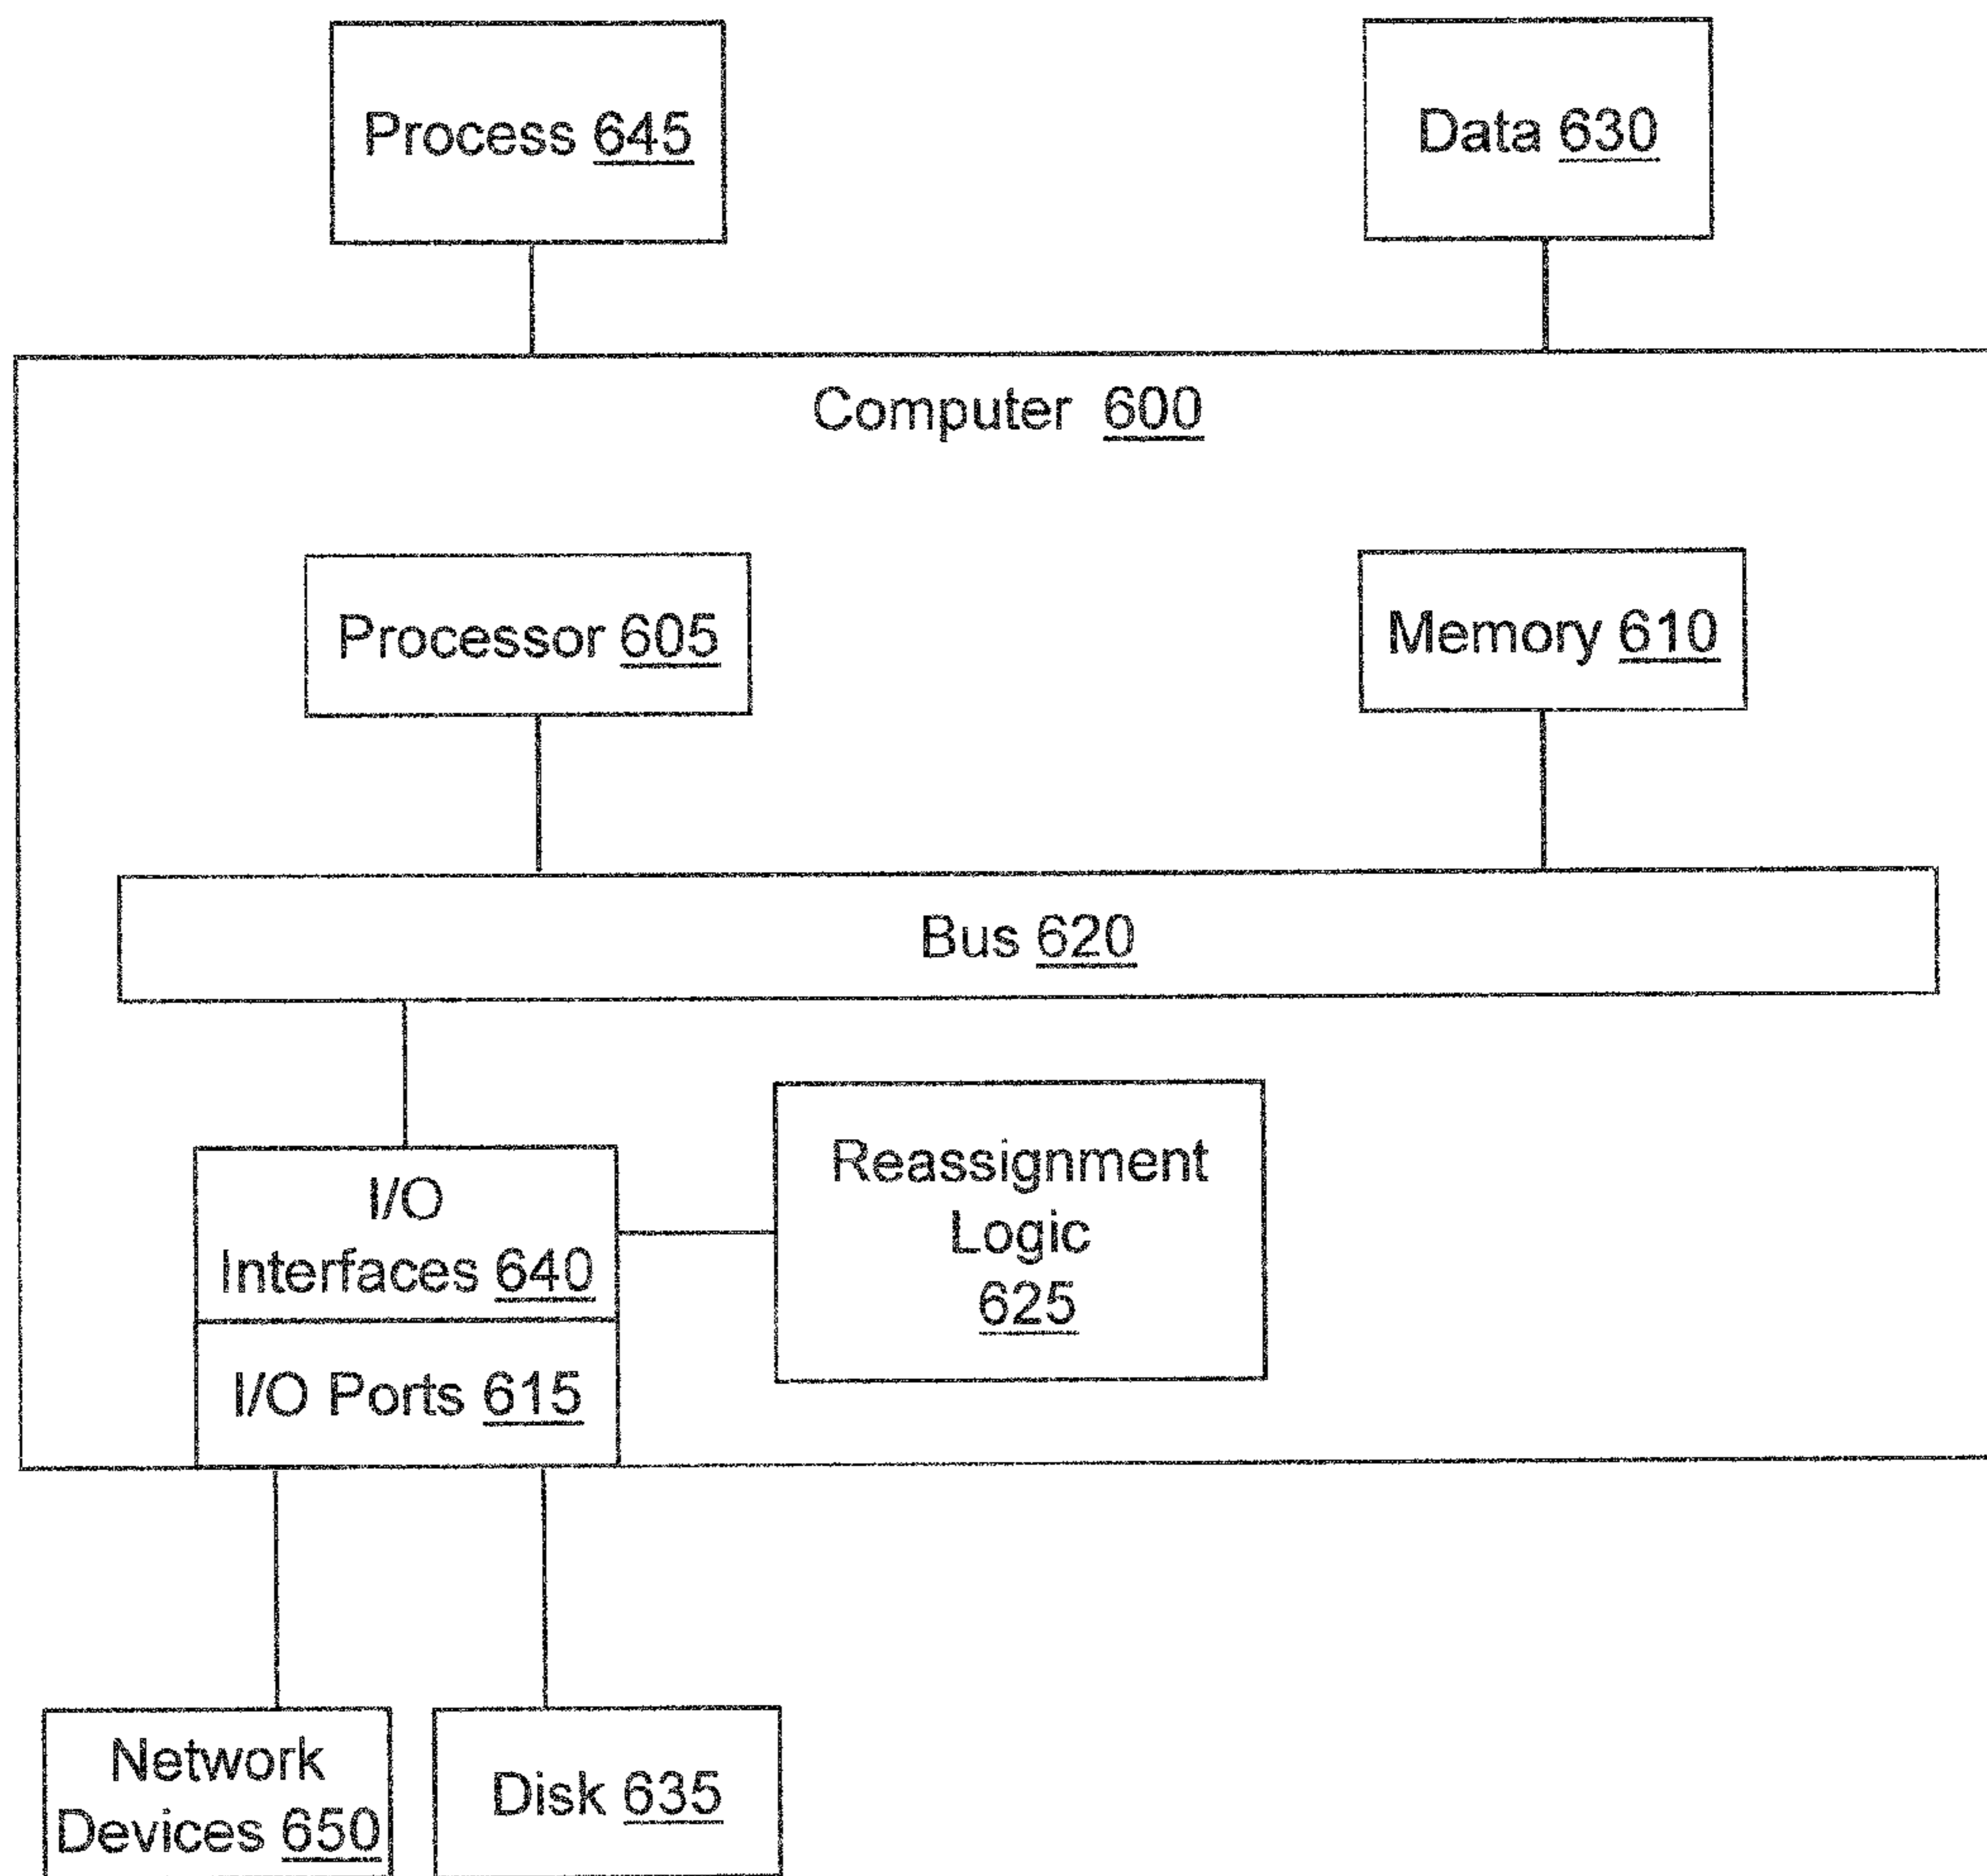 Process 645
Data 630
Computer 600
Processor 605
Memory 610
Bus 620
I/O
Interfaces 640
Reassignment
Logic
625
I/O Ports 615
Network
Devices 650
Disk 635